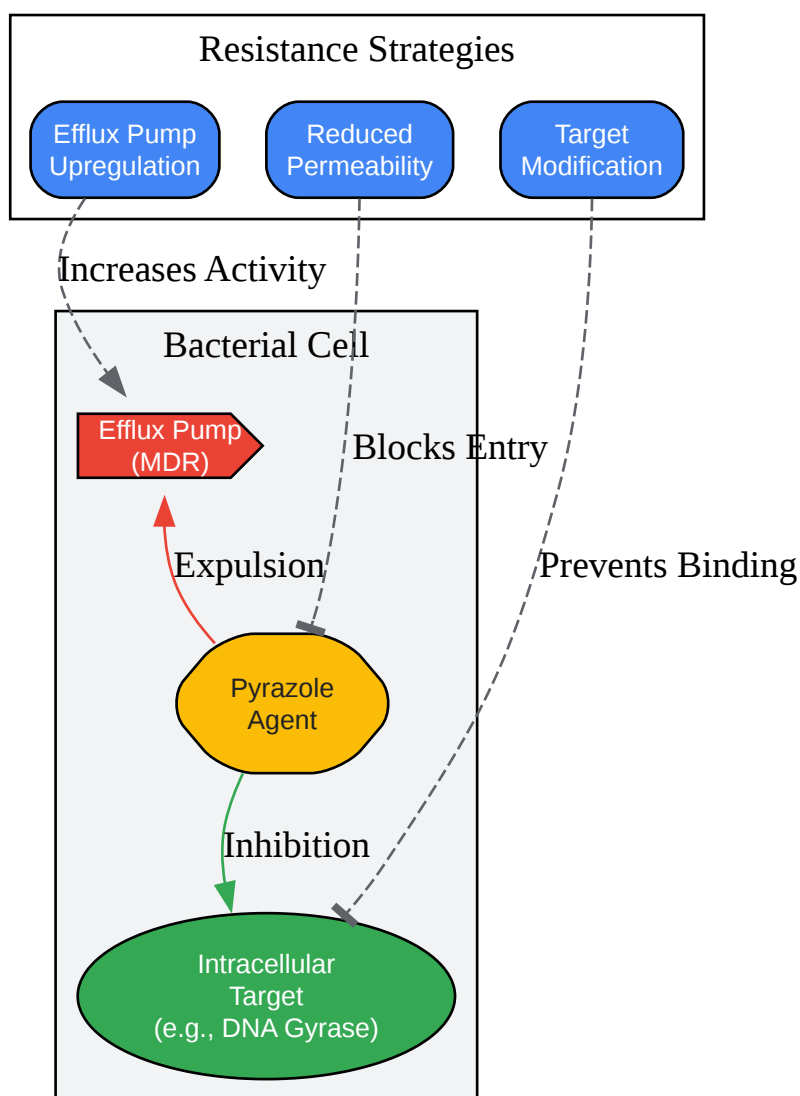 Resistance Strategies
Efflux Pump
Upregulation
Reduced
Permeability
Target
Modification
Increases Activity
Bacterial Cell
Efflux Pump
(MDR)
Blocks Entry
Expulsion
Prevents Binding
Pyrazole
Agent
Inhibition
Intracellular
Target
(e.g., DNA Gyrase)